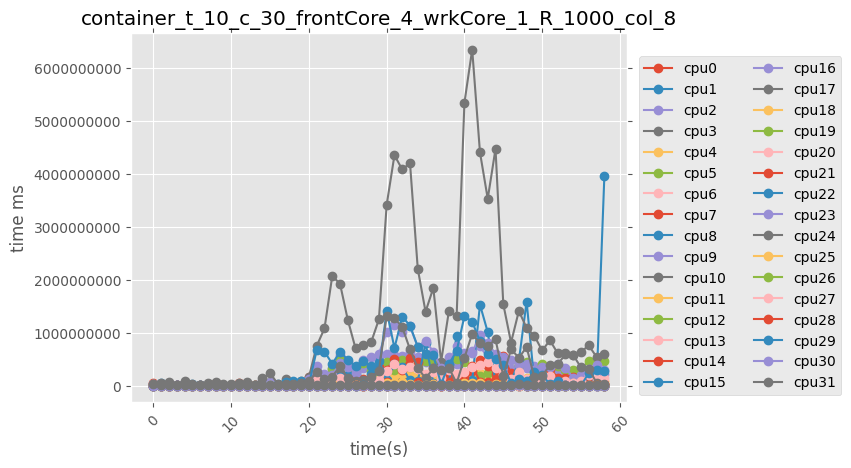 container_t_10_c_30_frontCore_4_wrkCore_1_R_1000_col_8
6000000000
5000000000
4000000000
3000000000
2000000000
1000000000
0
time ms
0
10
20
30
40
50
60
time(s)
cpu0
cpu1
cpu2
cpu3
cpu4
cpu5
cpu6
cpu7
cpu8
cpu9
cpu10
cpu11
cpu12
cpu13
cpu14
cpu15
cpu16
cpu17
cpu18
cpu19
cpu20
cpu21
cpu22
cpu23
cpu24
cpu25
cpu26
cpu27
cpu28
cpu29
cpu30
cpu31